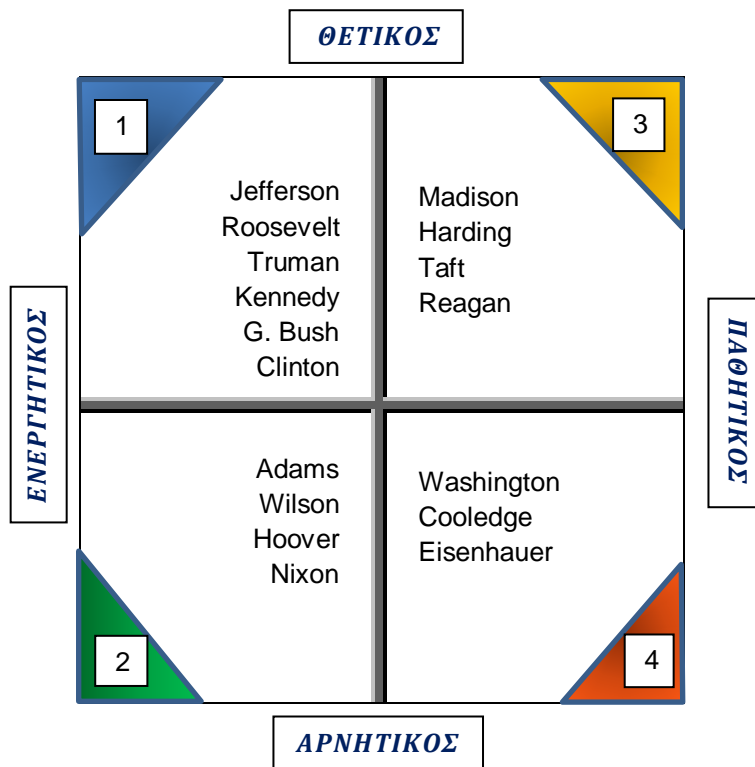 ΘΕΤΙΚΟΣ
1
3
Jefferson
Roosevelt
Truman
Kennedy
G. Bush
Clinton
Madison
Harding
Taft
Reagan
ΕΝΕΡΓΗΤΙΚΟΣ
ΠΑΘΗΤΙΚΟΣ
Adams
Wilson
Hoover
Nixon
Washington
Cooledge
Eisenhauer
2
4
ΑΡΝΗΤΙΚΟΣ